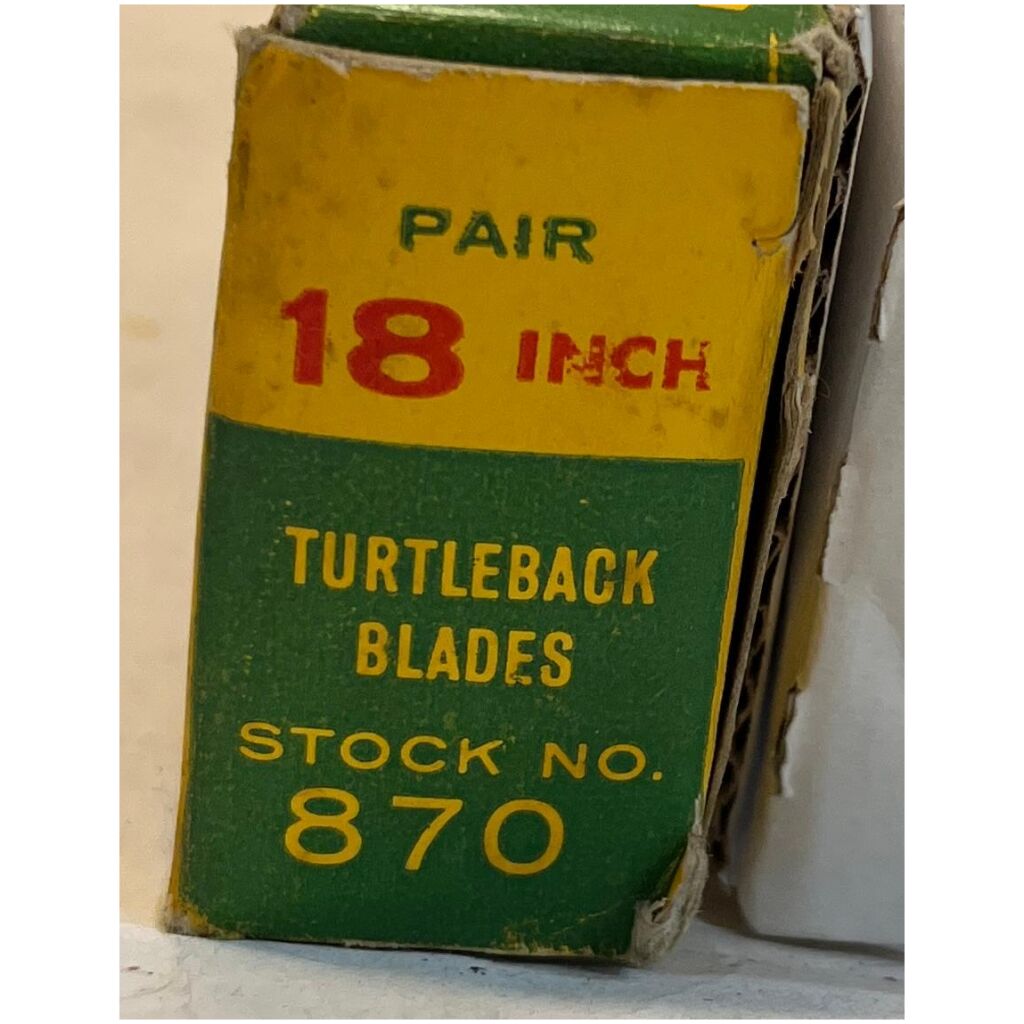 PAIR
18 INCH
TURTLEBACK
BLADES
STOCK NO.
870